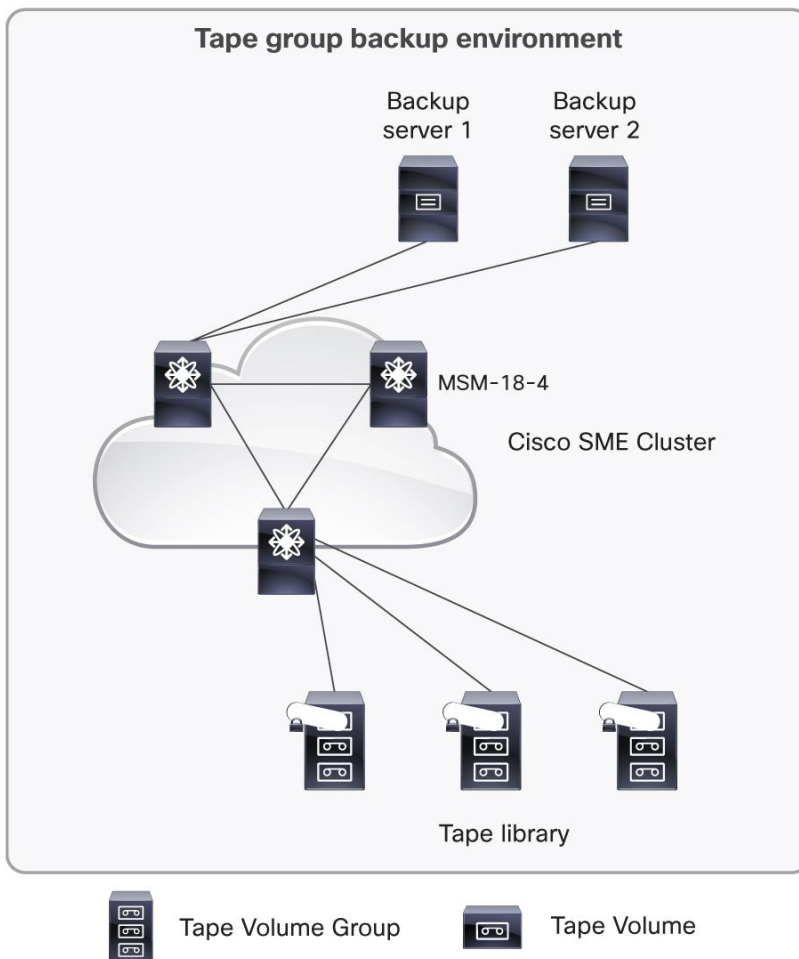 Tape group backup environment
Backup
server 1
Backup
server 2
MSM-18-4
Cisco SME Cluster
Tape library
Tape Volume Group
Tape Volume